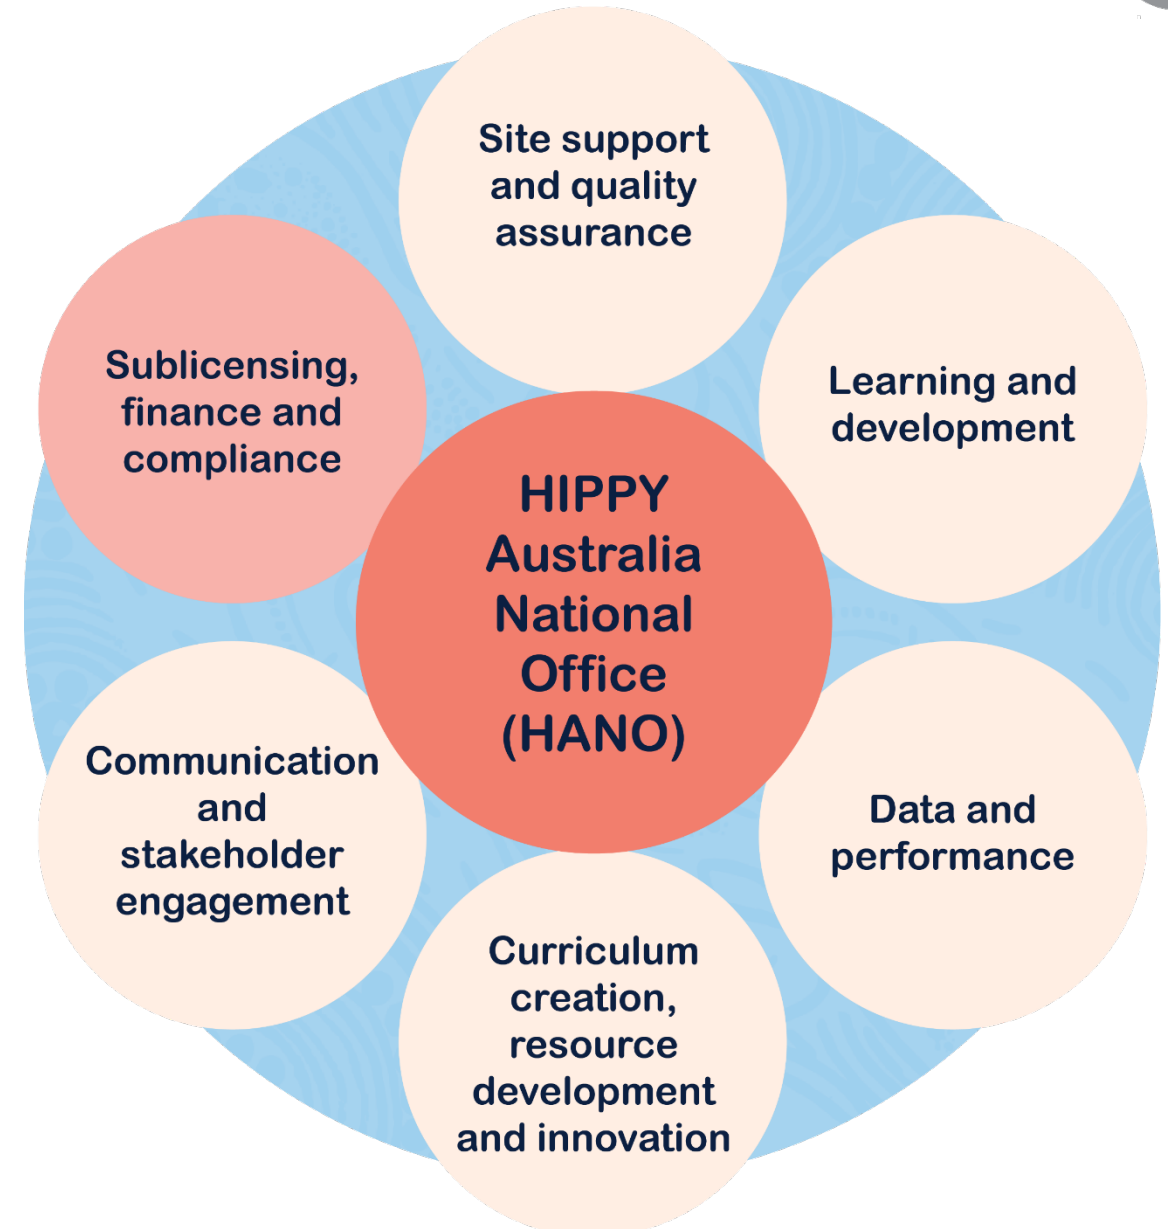 Site support
and quality
assurance
Learning and
development
Data and
performance
Curriculum
creation,
resource
development
and innovation
Communication
and
stakeholder
engagement
Sublicensing,
finance and
compliance
HIPPY
Australia
National
Office
(HANO)